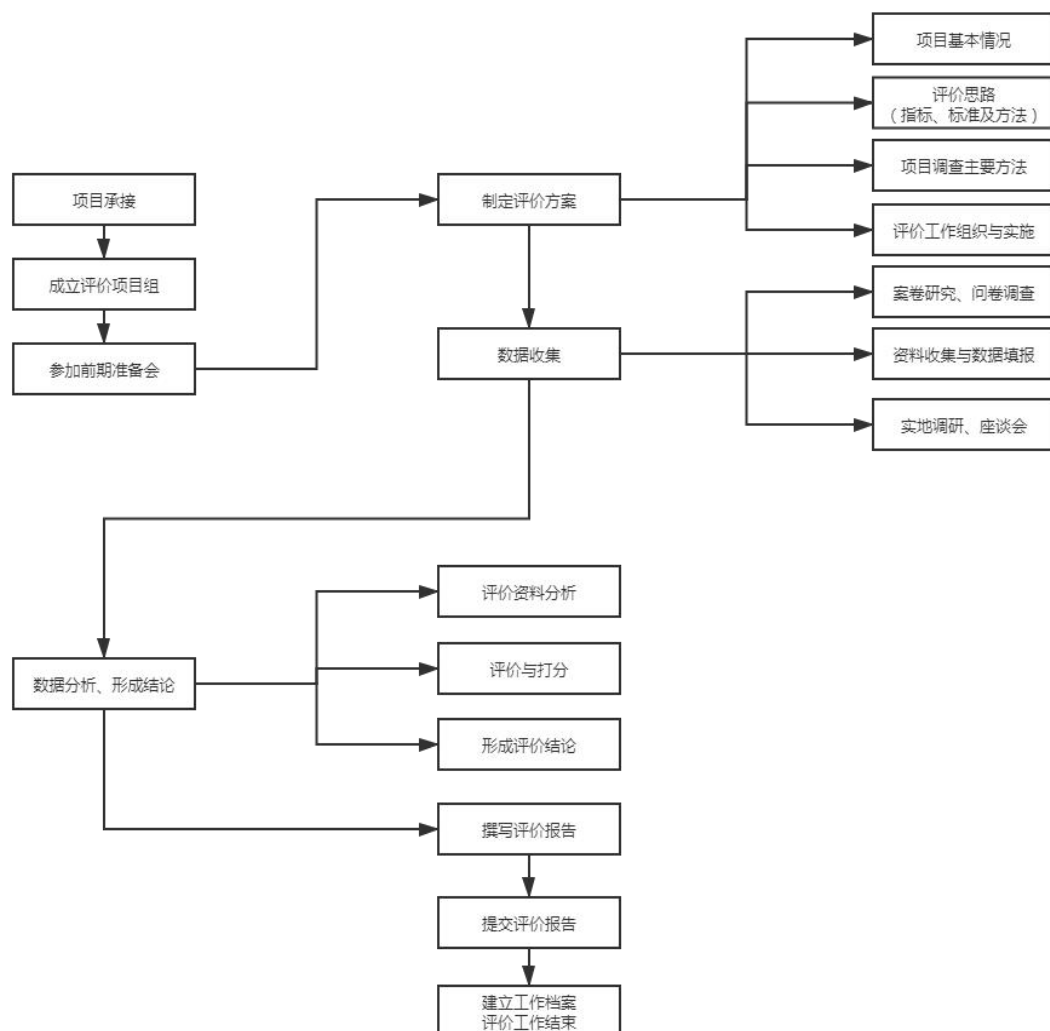 项目承接
成立评价项目组
参加前期准备会
制定评价方案
项目基本情况
评价思路
（指标、标准及方法）
项目调查主要方法
评价工作组织与实施
数据收集
案卷研究、问卷调查
资料收集与数据填报
实地调研、座谈会
数据分析、形成结论
评价资料分析
评价与打分
形成评价结论
撰写评价报告
提交评价报告
建立工作档案
评价工作结束